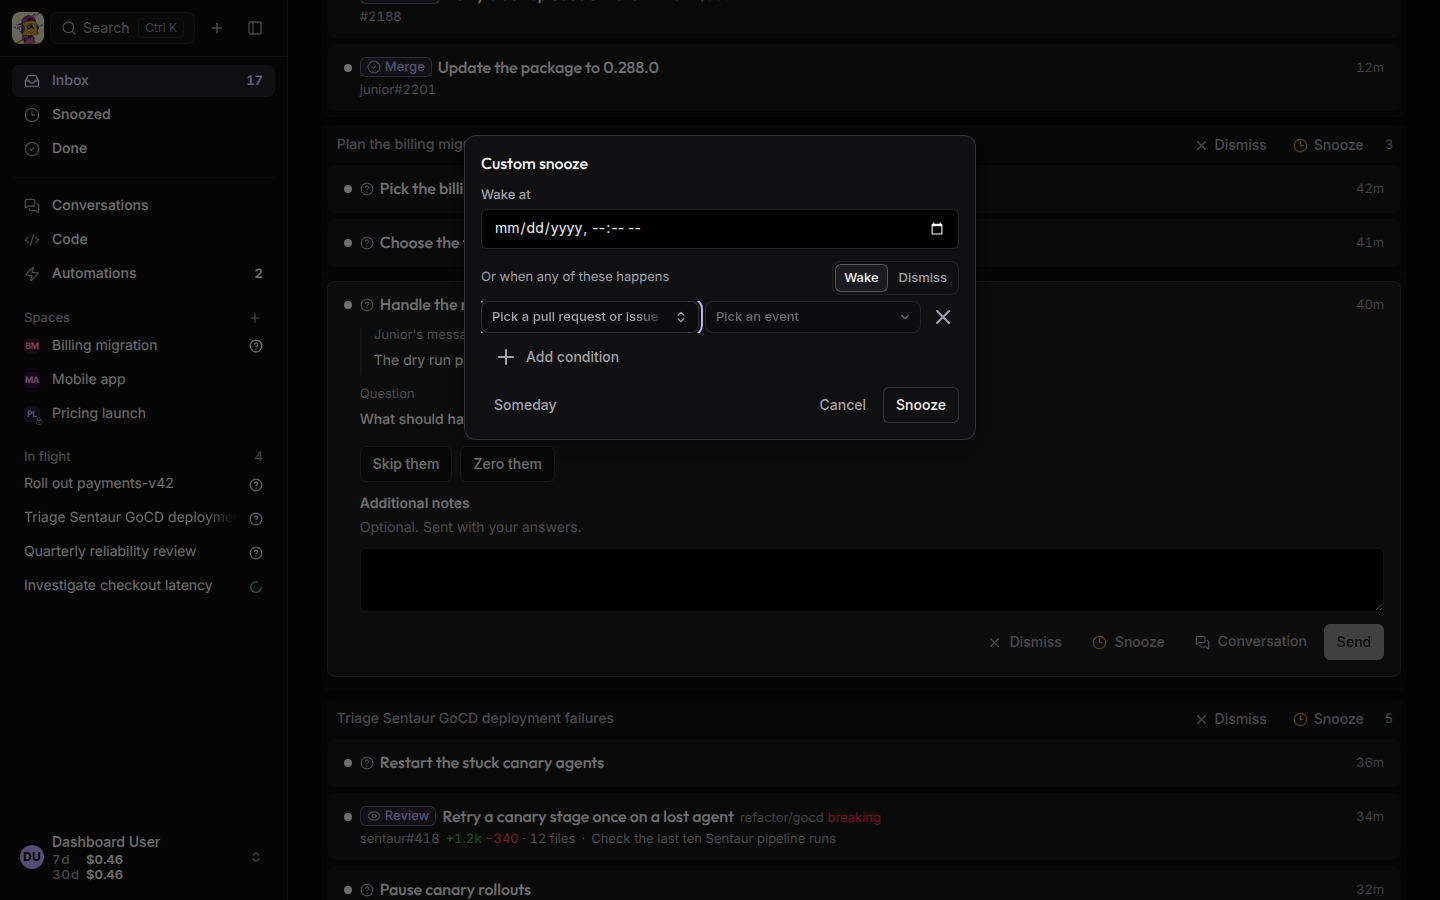 Search Ctrl K
Inbox 17
Snoozed
Done
Conversations
Code
Automations 2
Spaces
BM Billing migration
MA Mobile app
PL Pricing launch
In flight 4
Roll out payments-v42
Triage Sentaur GoCD deployme
Quarterly reliability review
Investigate checkout latency
DU Dashboard User
7d $0.46
30d $0.46
#2188
Merge Update the package to 0.288.0 12m
junior#2201
Plan the billing mig Dismiss Snooze 3
Pick the billi 42m
Choose the 41m
Handle the 40m
Junior's messa
The dry run p
Question
What should ha
Skip them Zero them
Additional notes
Optional. Sent with your answers.
Dismiss Snooze Conversation Send
Custom snooze
Wake at
mm/dd/yyyy, --:-- --
Or when any of these happens Wake Dismiss
Pick a pull request or issue Pick an event
Add condition
Someday Cancel Snooze
Triage Sentaur GoCD deployment failures Dismiss Snooze 5
Restart the stuck canary agents 36m
Review Retry a canary stage once on a lost agent refactor/gocd breaking 34m
sentaur#418 +1.2k −340 · 12 files · Check the last ten Sentaur pipeline runs
Pause canary rollouts 32m